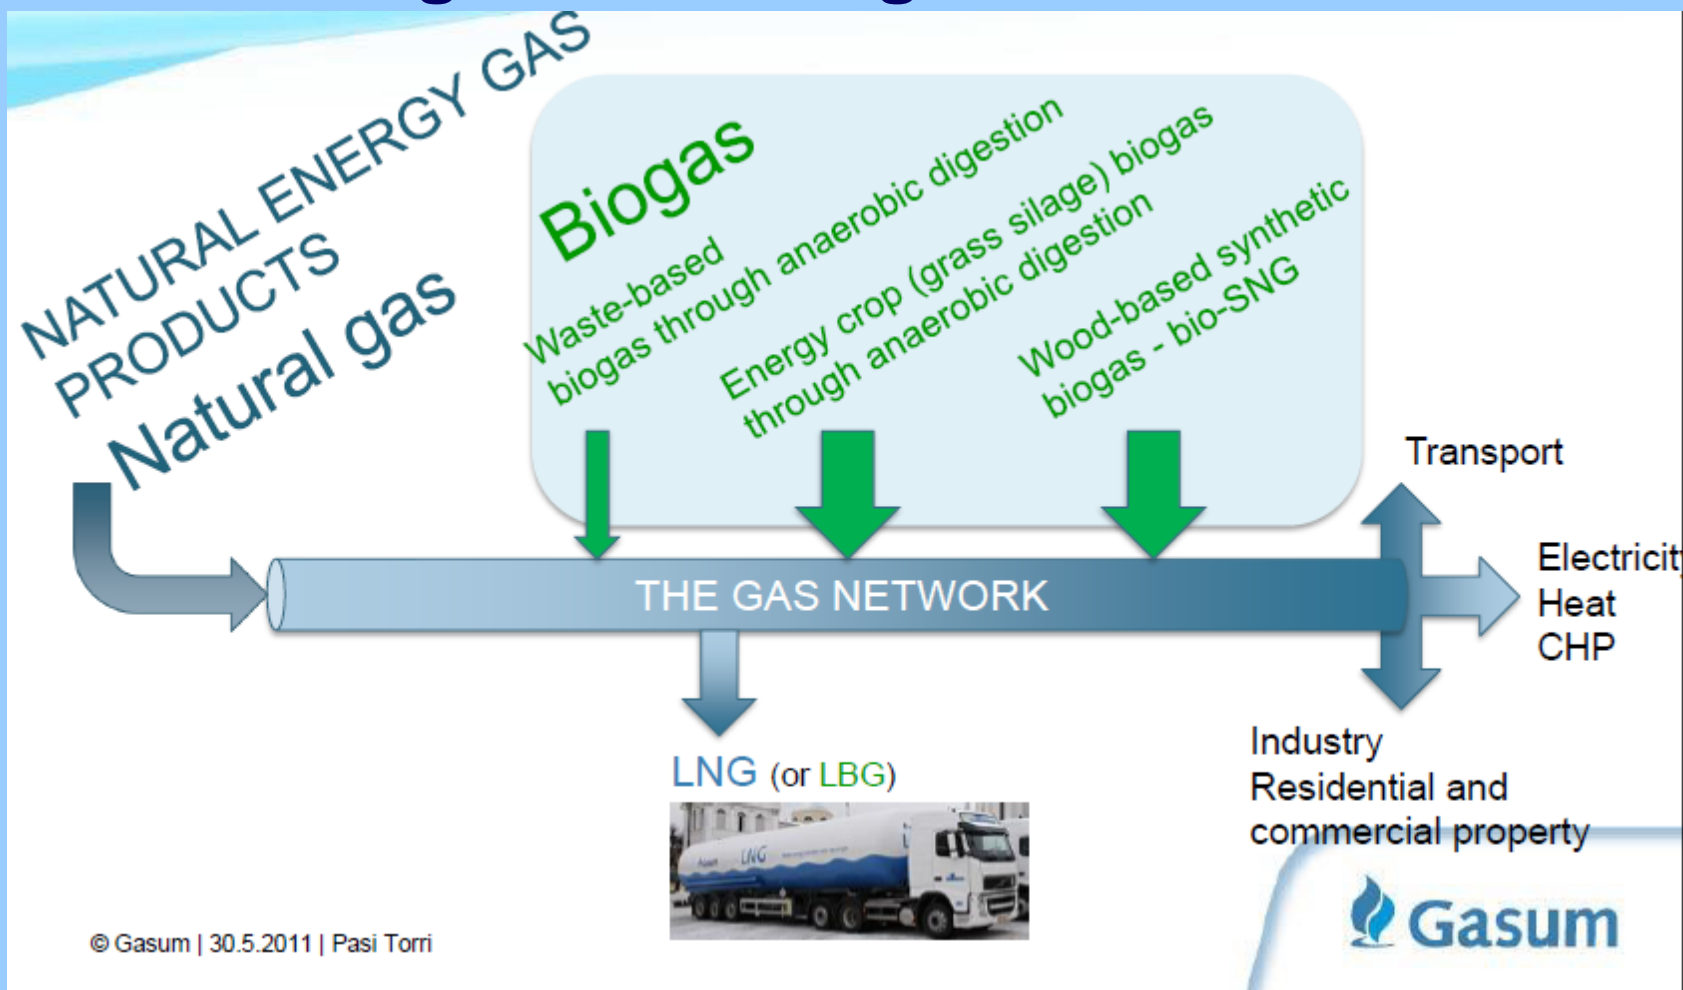 NATURAL ENERGY GAS
PRODUCTS
Natural gas
Biogas
Waste-based
biogas through anaerobic digestion
Energy crop (grass silage) biogas
through anaerobic digestion
Wood-based synthetic
biogas - bio-SNG
THE GAS NETWORK
Transport
Electricity
Heat
CHP
LNG (or LBG)
LNG
Industry
Residential and
commercial property
Gasum
© Gasum | 30.5.2011 | Pasi Torri